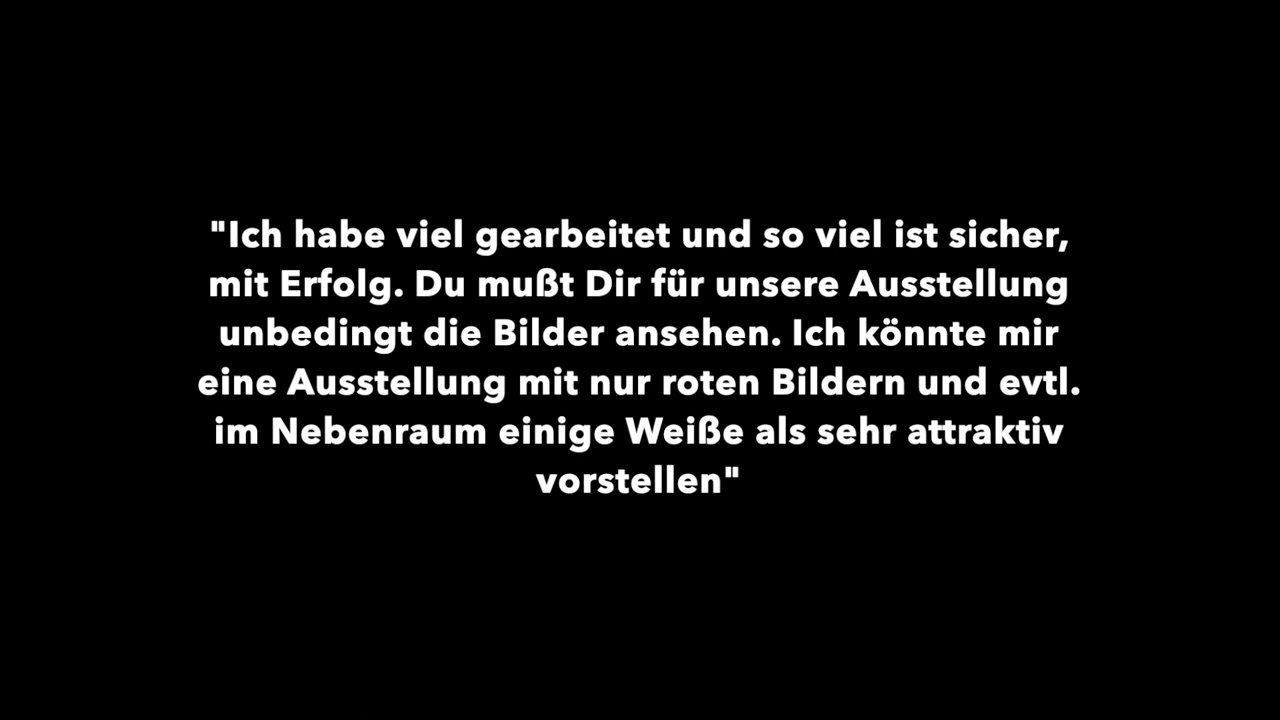 "Ich habe viel gearbeitet und so viel ist sicher,
mit Erfolg. Du mußt Dir für unsere Ausstellung
unbedingt die Bilder ansehen. Ich könnte mir
eine Ausstellung mit nur roten Bildern und evtl.
im Nebenraum einige Weiße als sehr attraktiv
vorstellen"